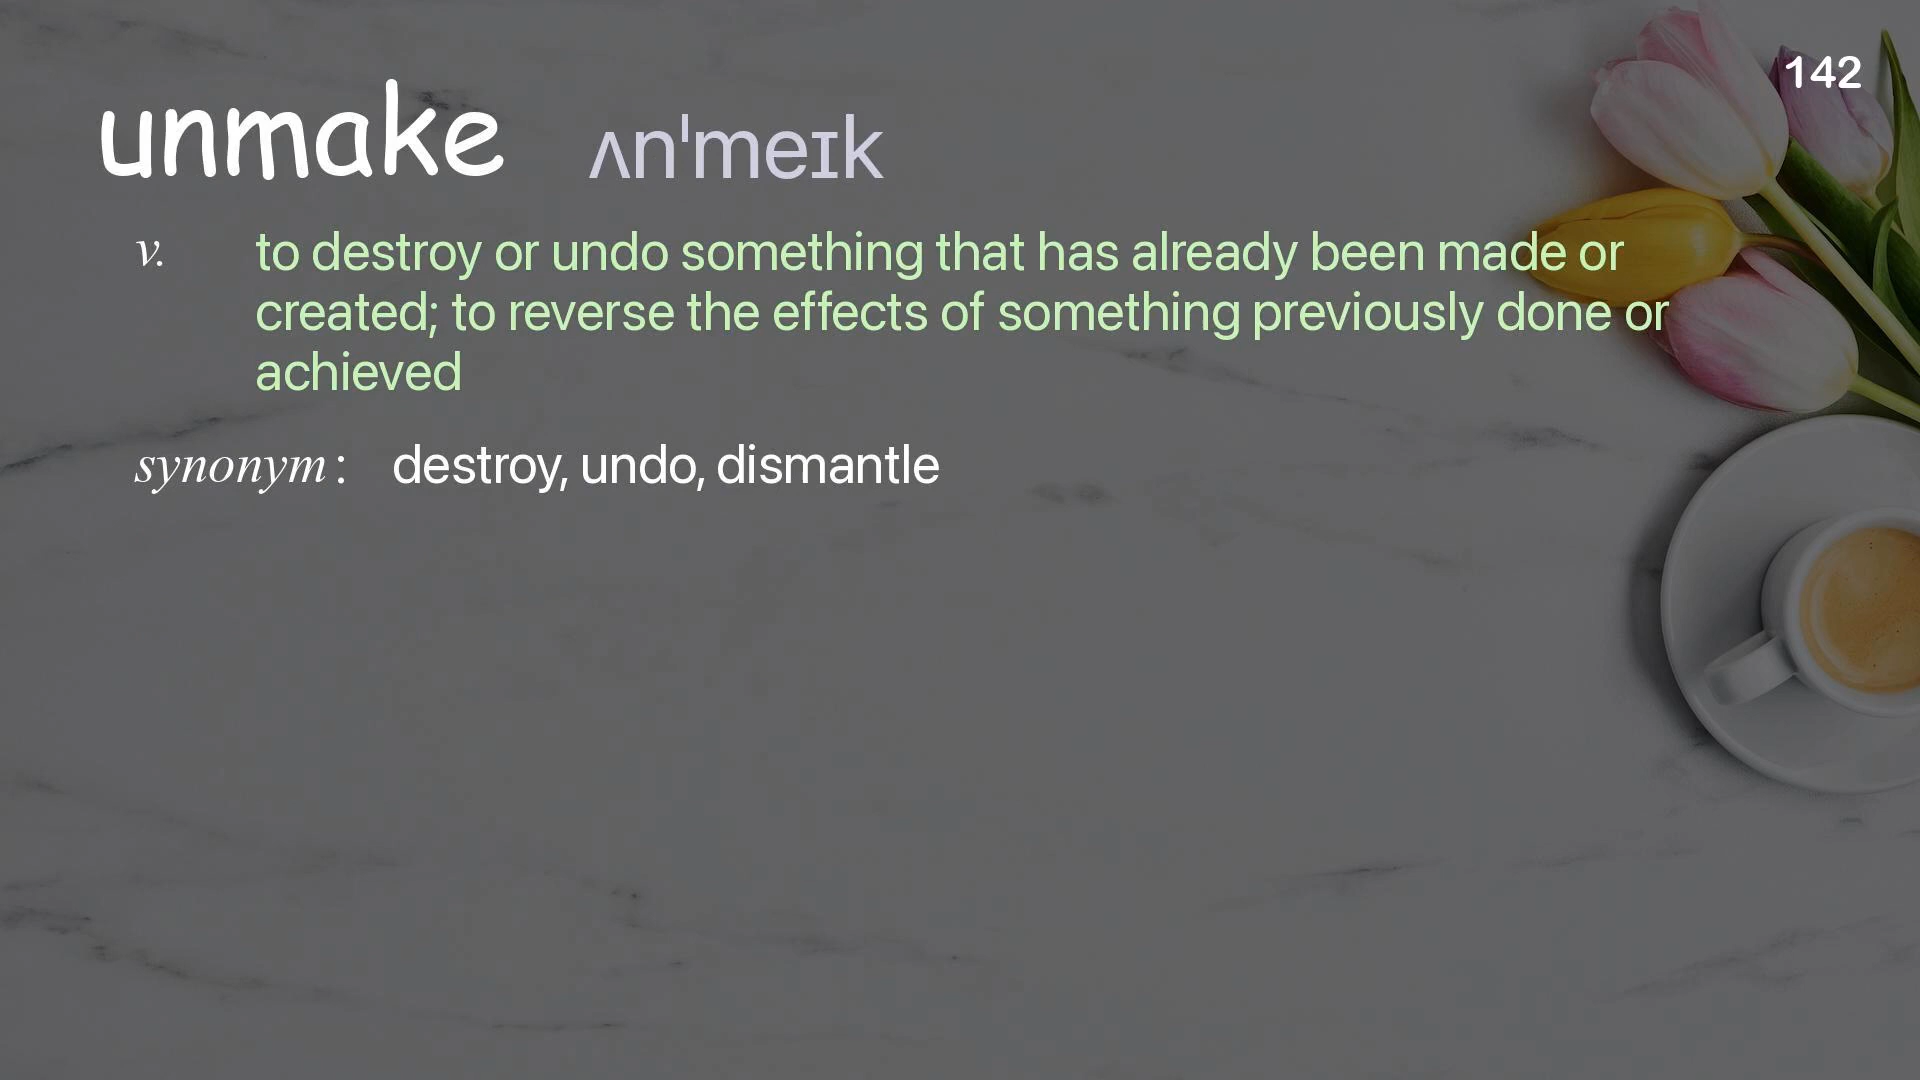 142
unmake ʌnˈmeɪk
v. to destroy or undo something that has already been made or
created; to reverse the effects of something previously done or
achieved
synonym : destroy, undo, dismantle